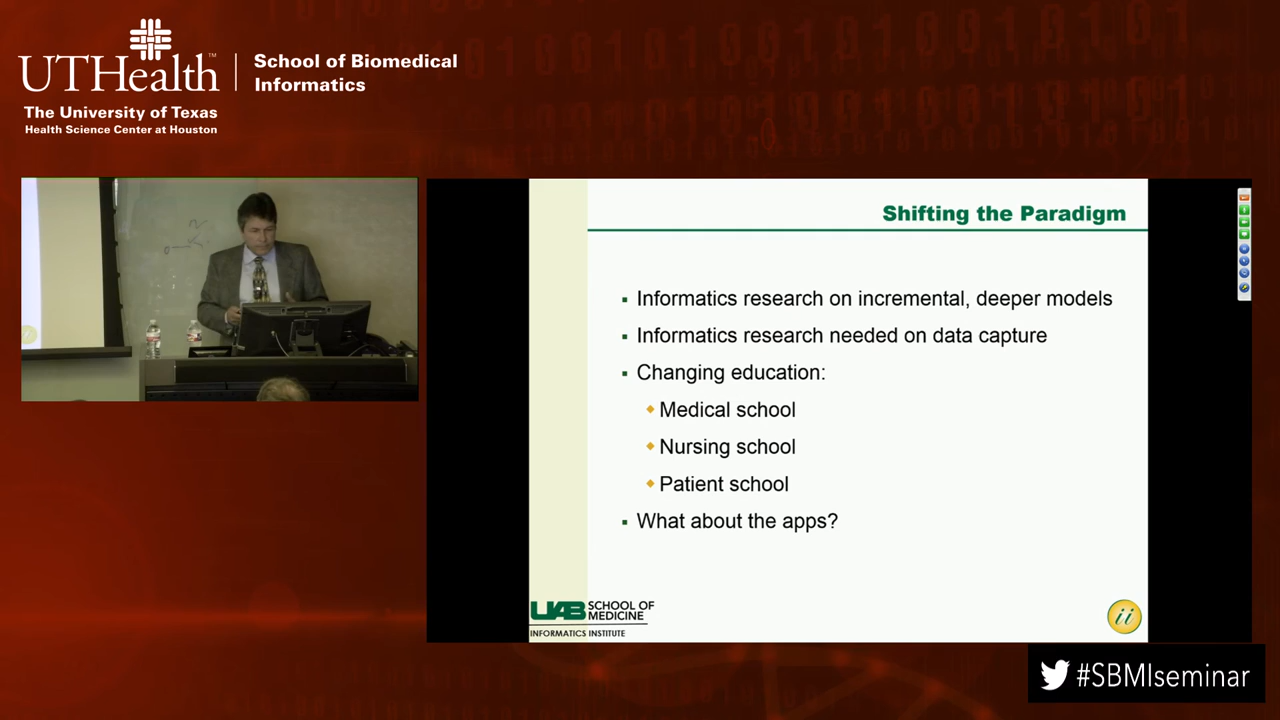 UTHealth™
The University of Texas
Health Science Center at Houston
School of Biomedical
Informatics
Shifting the Paradigm
Informatics research on incremental, deeper models
Informatics research needed on data capture
Changing education:
Medical school
Nursing school
Patient school
What about the apps?
UAB SCHOOL OF
MEDICINE
INFORMATICS INSTITUTE
ii
#SBMIseminar